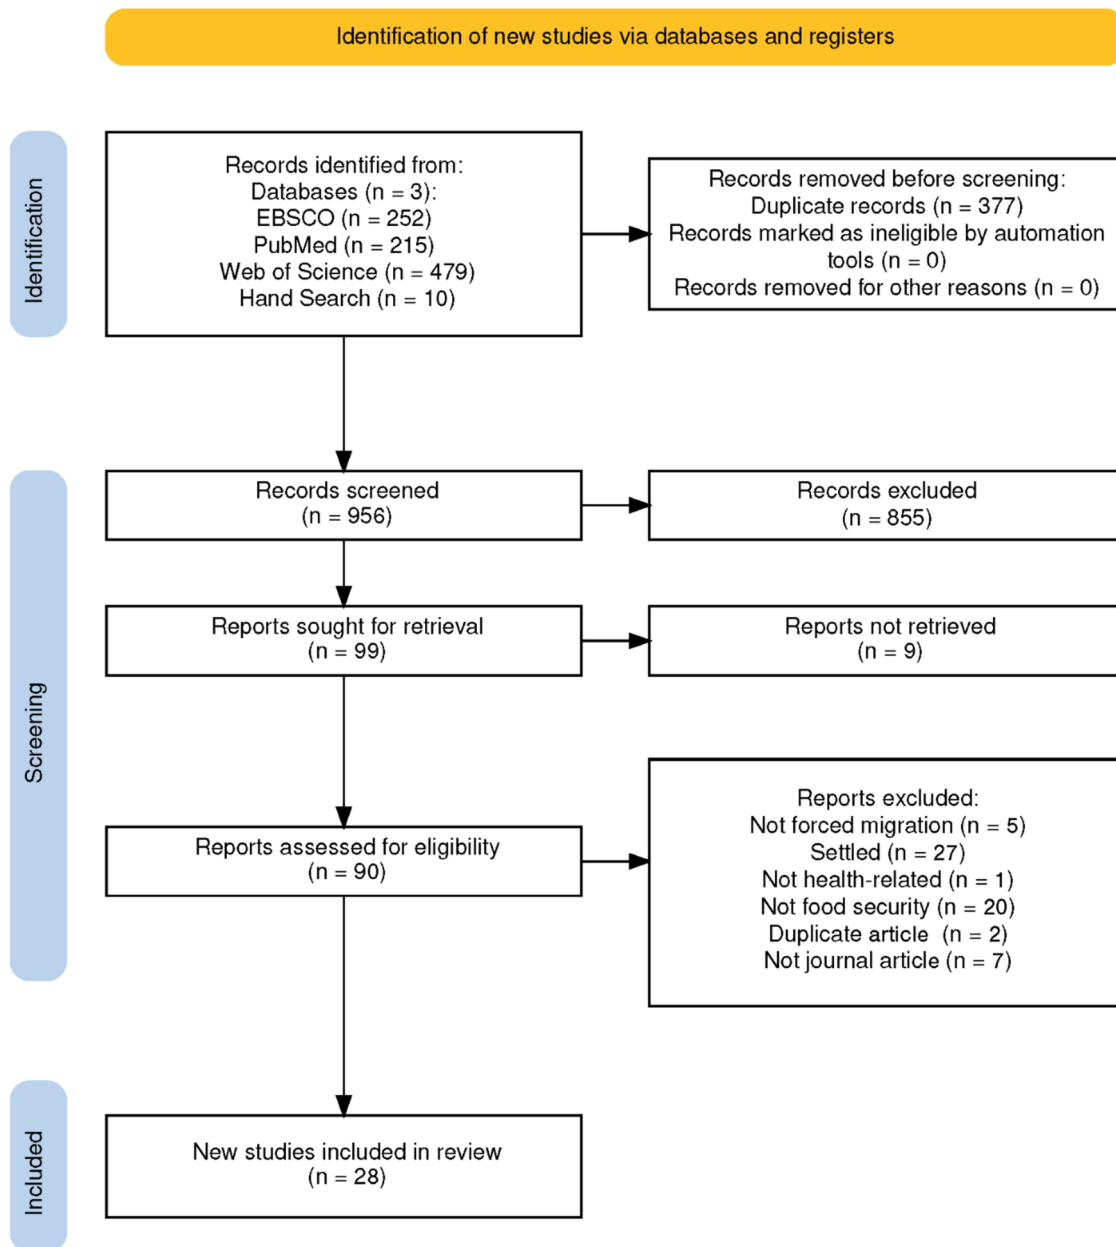 Identification of new studies via databases and registers
Identification
Records identified from:
Databases (n = 3):
EBSCO (n = 252)
PubMed (n = 215)
Web of Science (n = 479)
Hand Search (n = 10)
Records removed before screening:
Duplicate records (n = 377)
Records marked as ineligible by automation
tools (n = 0)
Records removed for other reasons (n = 0)
Screening
Records screened
(n = 956)
Records excluded
(n = 855)
Reports sought for retrieval
(n = 99)
Reports not retrieved
(n = 9)
Reports assessed for eligibility
(n = 90)
Reports excluded:
Not forced migration (n = 5)
Settled (n = 27)
Not health-related (n = 1)
Not food security (n = 20)
Duplicate article (n = 2)
Not journal article (n = 7)
Included
New studies included in review
(n = 28)